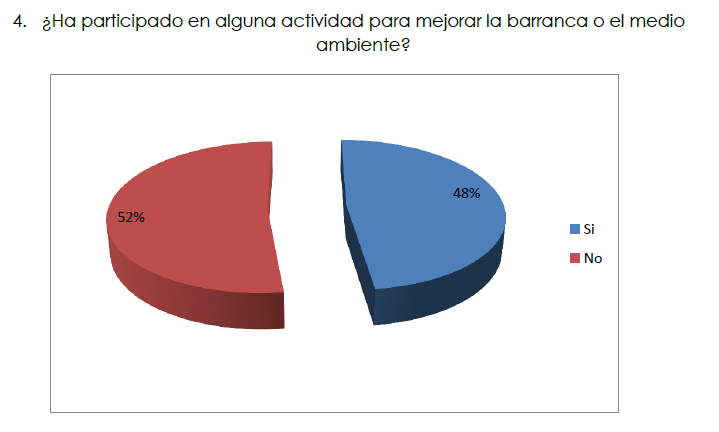 4. ¿Ha participado en alguna actividad para mejorar la barranca o el medio
ambiente?
48%
52%
Si
No